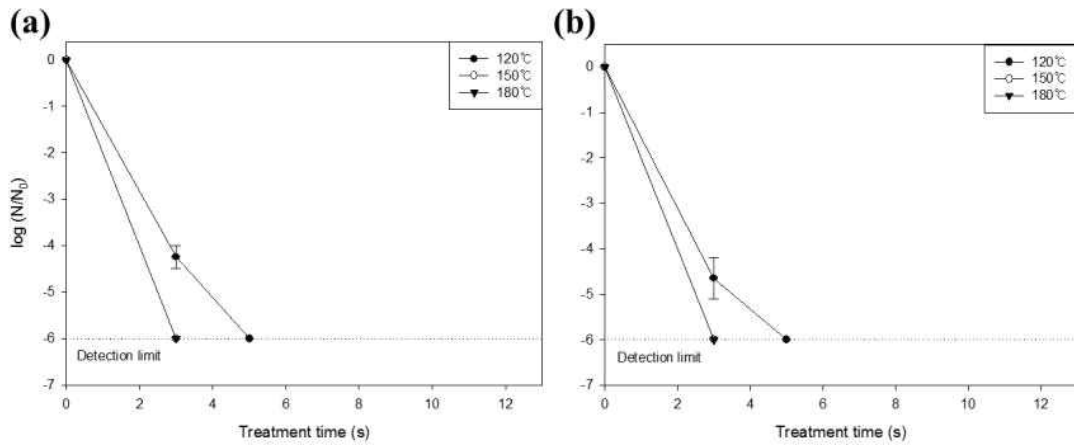 (a)
120℃
150℃
180℃
0
-1
-2
-3
-4
-5
-6
-7
log (N/N₀)
Detection limit
0 2 4 6 8 10 12
Treatment time (s)
(b)
120℃
150℃
180℃
0
-1
-2
-3
-4
-5
-6
-7
Detection limit
0 2 4 6 8 10 12
Treatment time (s)